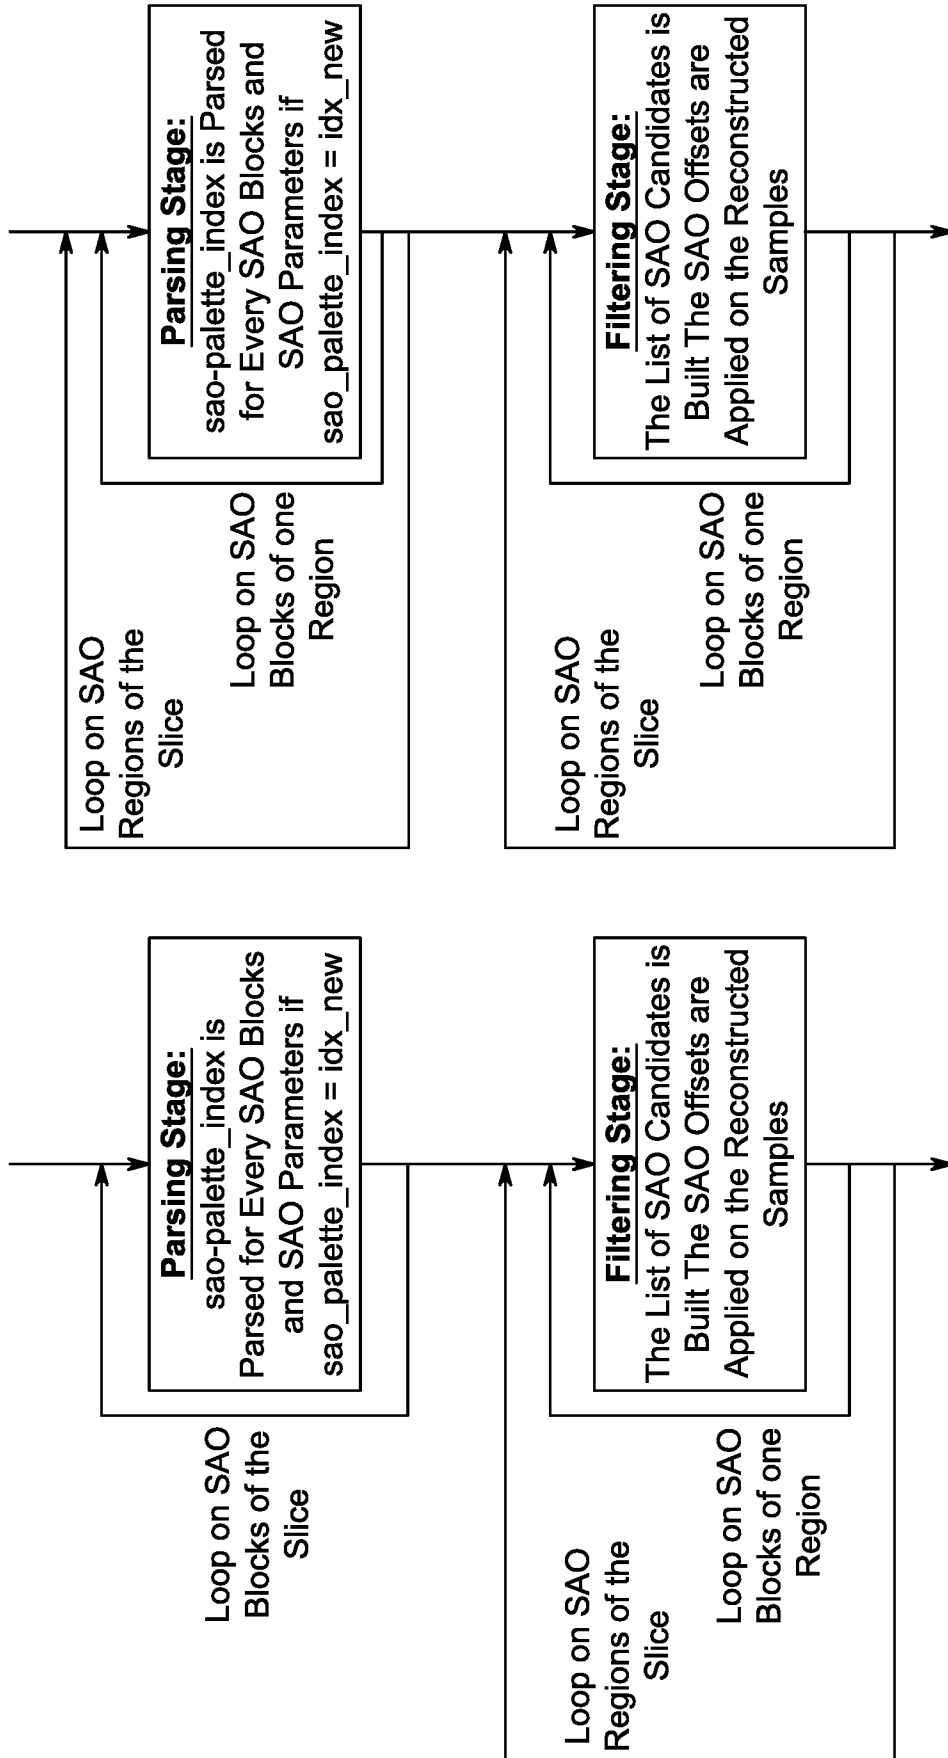 Parsing Stage:
sao-palette_index is
Parsed for Every SAO Blocks
and SAO Parameters if
sao_palette_index = idx_new
Loop on SAO
Blocks of the
Slice
Filtering Stage:
The List of SAO Candidates is
Built The SAO Offsets are
Applied on the Reconstructed
Samples
Loop on SAO
Regions of the
Slice
Loop on SAO
Blocks of one
Region
Parsing Stage:
sao-palette_index is Parsed
for Every SAO Blocks and
SAO Parameters if
sao_palette_index = idx_new
Loop on SAO
Regions of the
Slice
Loop on SAO
Blocks of one
Region
Filtering Stage:
The List of SAO Candidates is
Built The SAO Offsets are
Applied on the Reconstructed
Samples
Loop on SAO
Regions of the
Slice
Loop on SAO
Blocks of one
Region